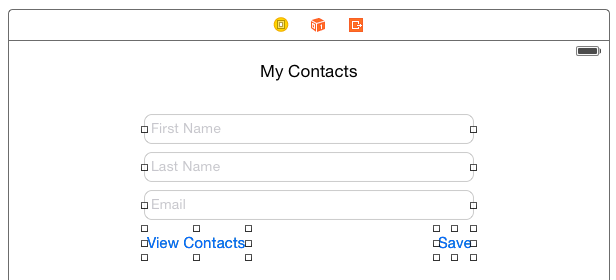 My Contacts
First Name
Last Name
Email
View Contacts Save